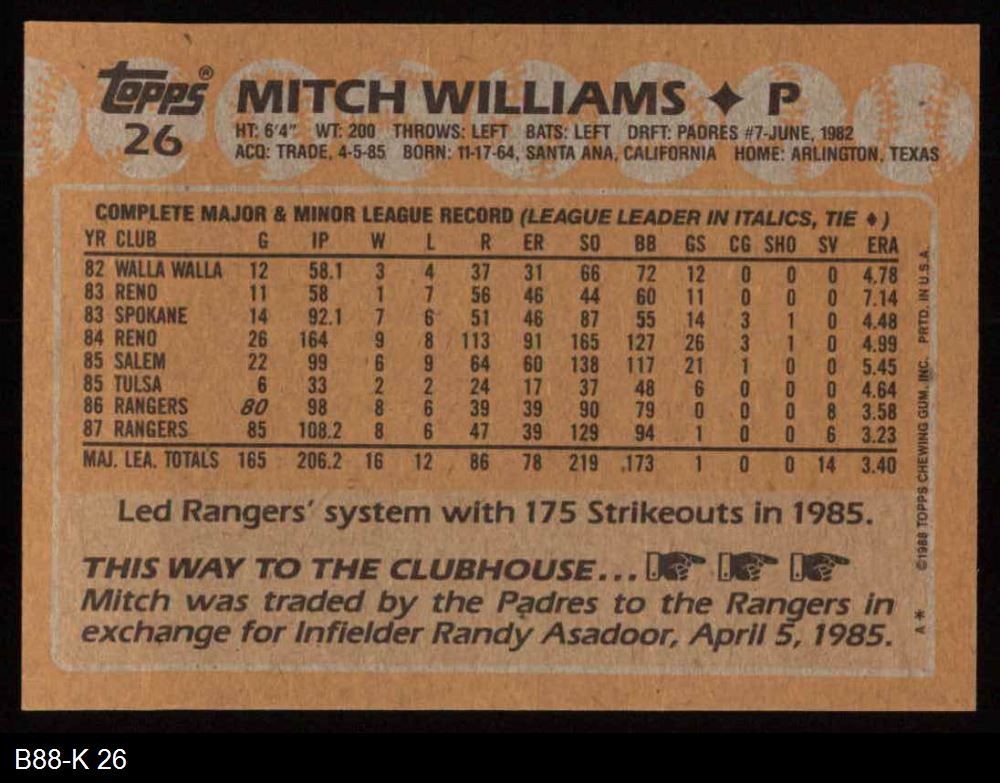 Topps®
26
MITCH WILLIAMS ✦ P
HT: 6'4" WT: 200 THROWS: LEFT BATS: LEFT DRFT: PADRES #7-JUNE, 1982
ACQ: TRADE, 4-5-85 BORN: 11-17-64, SANTA ANA, CALIFORNIA HOME: ARLINGTON, TEXAS
COMPLETE MAJOR & MINOR LEAGUE RECORD (LEAGUE LEADER IN ITALICS, TIE ♦)
YR CLUB G IP W L R ER SO BB GS CG SHO SV ERA
82 WALLA WALLA 12 58.1 3 4 37 31 66 72 12 0 0 0 4.78
83 RENO 11 58 1 7 56 46 44 60 11 0 0 0 7.14
83 SPOKANE 14 92.1 7 6 51 46 87 55 14 3 1 0 4.48
84 RENO 26 164 9 8 113 91 165 127 26 3 1 0 4.99
85 SALEM 22 99 6 9 64 60 138 117 21 1 0 0 5.45
85 TULSA 6 33 2 2 24 17 37 48 6 0 0 0 4.64
86 RANGERS 80 98 8 6 39 39 90 79 0 0 0 8 3.58
87 RANGERS 85 108.2 8 6 47 39 129 94 1 0 0 6 3.23
MAJ. LEA. TOTALS 165 206.2 16 12 86 78 219 173 1 0 0 14 3.40
Led Rangers' system with 175 Strikeouts in 1985.
THIS WAY TO THE CLUBHOUSE...
Mitch was traded by the Padres to the Rangers in
exchange for Infielder Randy Asadoor, April 5, 1985.
A** ©1988 TOPPS CHEWING GUM, INC. PRTD. IN U.S.A.
B88-K 26